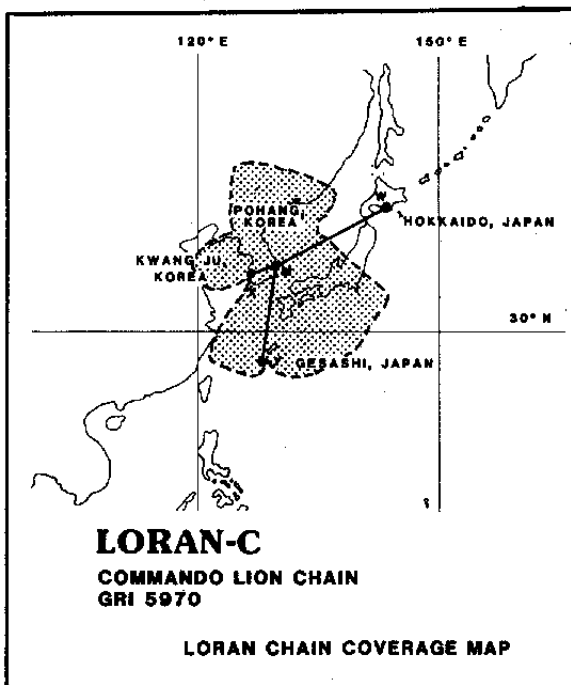 120° E
150° E
POHANG,
KOREA
W
HOKKAIDO, JAPAN
KWANG JU,
KOREA
M
30° N
GESASHI, JAPAN
LORAN-C
COMMANDO LION CHAIN
GRI 5970
LORAN CHAIN COVERAGE MAP